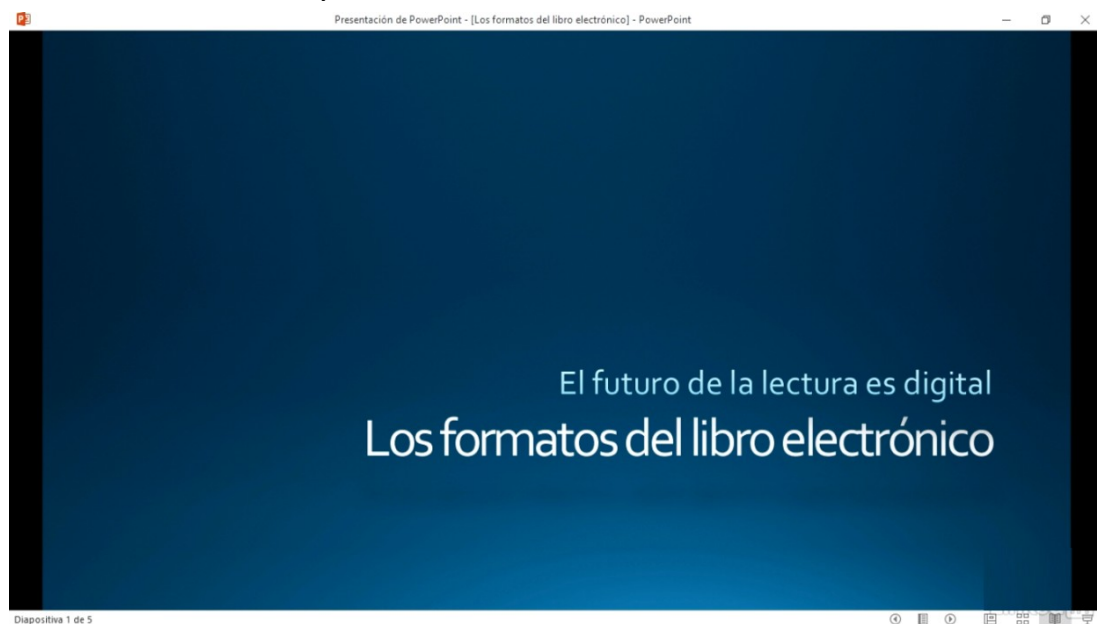 Presentación de PowerPoint - [Los formatos del libro electrónico] - PowerPoint
El futuro de la lectura es digital
Los formatos del libro electrónico
Diapositiva 1 de 5